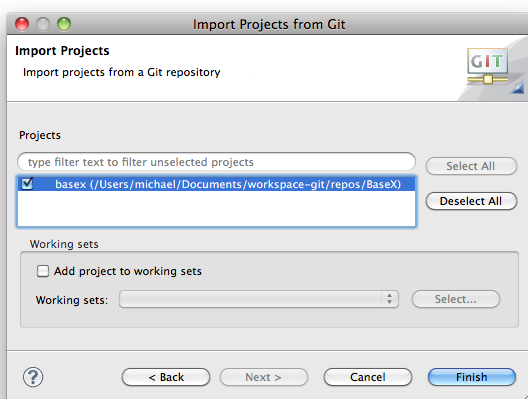 Import Projects from Git
Import Projects
Import projects from a Git repository
GIT
Projects
type filter text to filter unselected projects
Select All
basex (/Users/michael/Documents/workspace-git/repos/BaseX)
Deselect All
Working sets
Add project to working sets
Working sets:
Select...
?
< Back
Next >
Cancel
Finish